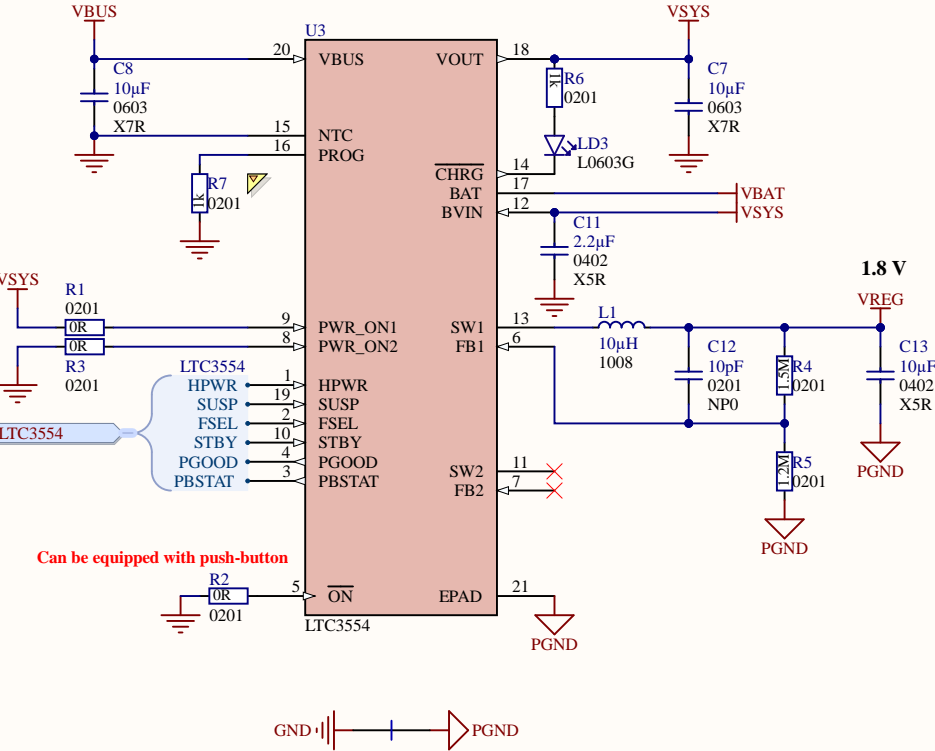 VBUS
VSYS
U3
20
VBUS
VOUT
18
C8
10µF
0603
X7R
1k
R6
0201
C7
10µF
0603
X7R
15
NTC
16
PROG
LD3
L0603G
R7
1k
0201
CHRG
14
BAT
17
VBAT
BVIN
12
VSYS
C11
2.2µF
0402
X5R
1.8 V
VSYS
R1
0201
0R
0R
R3
0201
9
PWR_ON1
8
PWR_ON2
SW1
13
FB1
6
L1
10µH
1008
VREG
C12
10pF
0201
NP0
1.5M
R4
0201
C13
10µF
0402
X5R
PGND
LTC3554
HPWR
1
HPWR
SUSP
19
SUSP
FSEL
2
FSEL
STBY
10
STBY
PGOOD
4
PGOOD
PBSTAT
3
PBSTAT
LTC3554
SW2
11
FB2
7
1.2M
R5
0201
PGND
Can be equipped with push-button
R2
0R
0201
5
ON
EPAD
21
PGND
LTC3554
GND
PGND